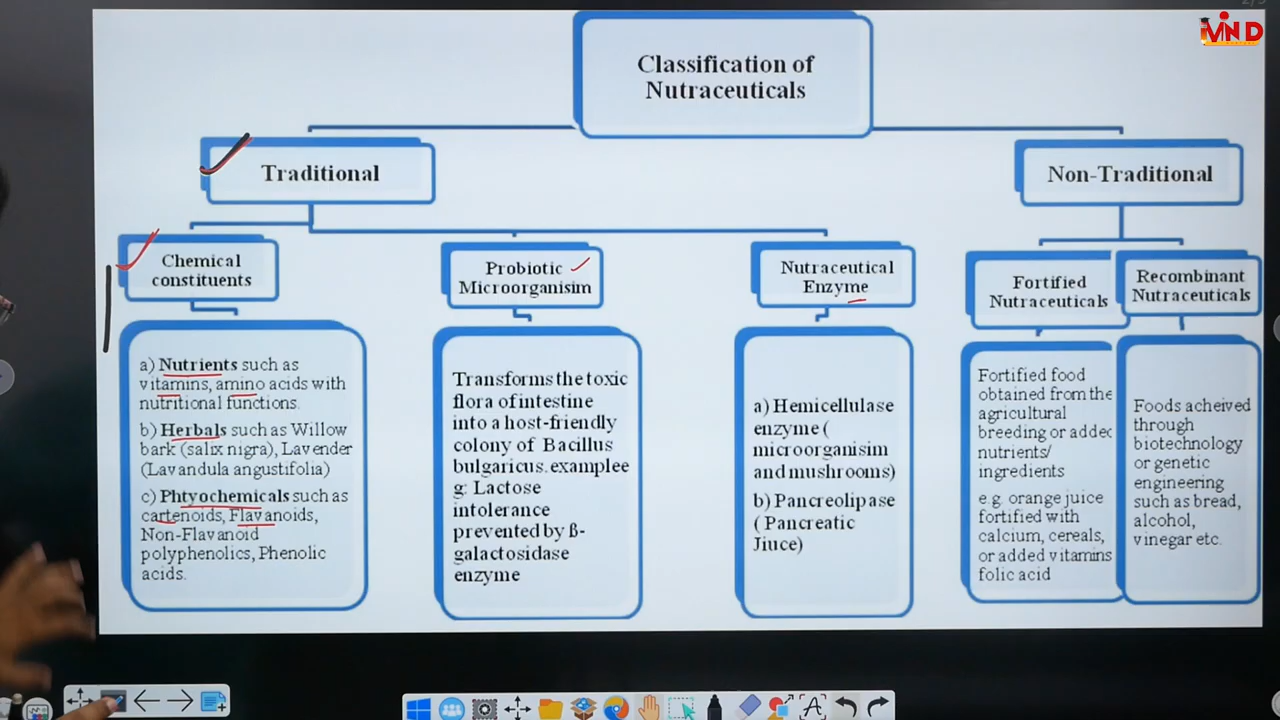 MIND
Classification of
Nutraceuticals
Traditional
Non-Traditional
Chemical
constituents
Probiotic
Microorganisim
Nutraceutical
Enzyme
Fortified
Nutraceuticals
Recombinant
Nutraceuticals
a) Nutrients such as
vitamins, amino acids with
nutritional functions.
b) Herbals such as Willow
bark (salix nigra), Lavender
(Lavandula angustifolia)
c) Phtyochemicals such as
cartenoids, Flavanoids,
Non-Flavanoid
polyphenolics, Phenolic
acids.
Transforms the toxic
flora of intestine
into a host-friendly
colony of Bacillus
bulgaricus. examplee
g: Lactose
intolerance
prevented by ß-
galactosidase
enzyme
a) Hemicellulase
enzyme (
microorganisim
and mushrooms)
b) Pancreolipase
( Pancreatic
Jiuce)
Fortified food
obtained from the
agricultural
breeding or added
nutrients/
ingredients
e.g. orange juice
fortified with
calcium, cereals,
or added vitamins
folic acid
Foods acheived
through
biotechnology
or genetic
engineering
such as bread,
alcohol,
vinegar etc.